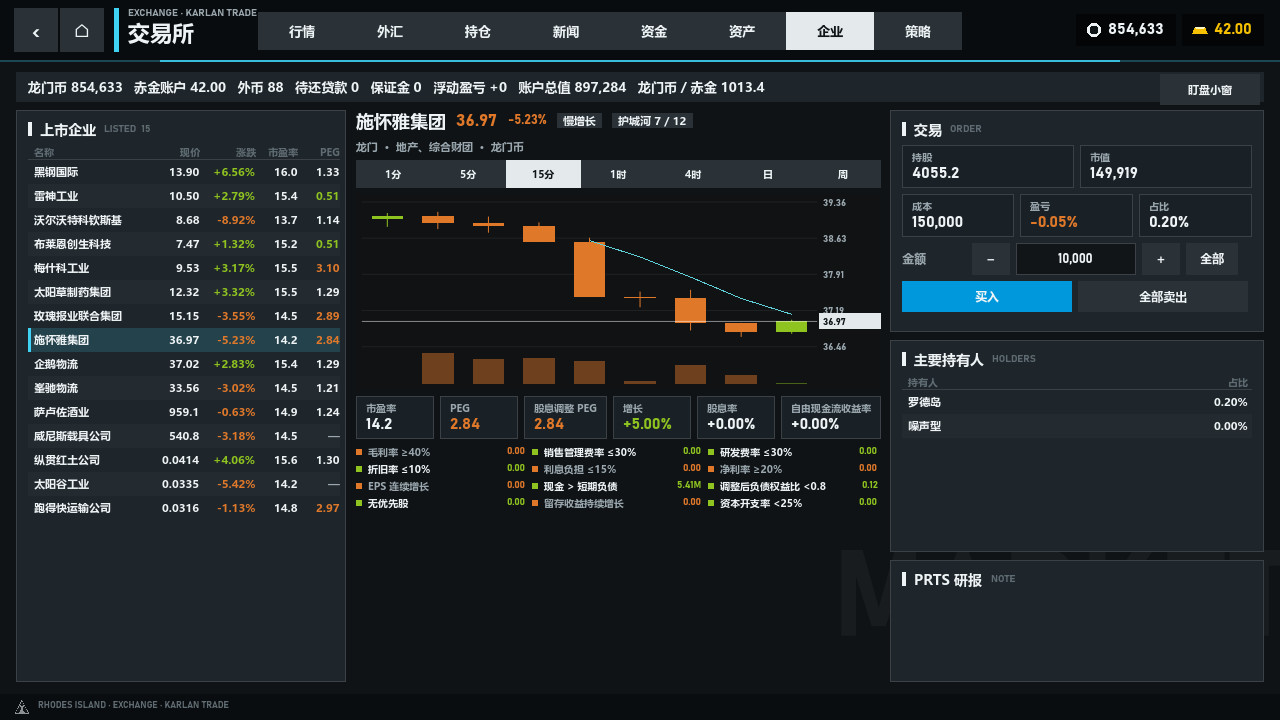 EXCHANGE · KARLAN TRADE
交易所
行情 外汇 持仓 新闻 资金 资产 企业 策略
854,633 42.00
龙门币 854,633 赤金账户 42.00 外币 88 待还贷款 0 保证金 0 浮动盈亏 +0 账户总值 897,284 龙门币 / 赤金 1013.4
盯盘小窗
上市企业 LISTED 15
名称 现价 涨跌 市盈率 PEG
黑钢国际 13.90 +6.56% 16.0 1.33
雷神工业 10.50 +2.79% 15.4 0.51
沃尔沃特科钦斯基 8.68 -8.92% 13.7 1.14
布莱恩创生科技 7.47 +1.32% 15.2 0.51
梅什科工业 9.53 +3.17% 15.5 3.10
太阳草制药集团 12.32 +3.32% 15.5 1.29
玫瑰报业联合集团 15.15 -3.55% 14.5 2.89
施怀雅集团 36.97 -5.23% 14.2 2.84
企鹅物流 37.02 +2.83% 15.4 1.29
峯驰物流 33.56 -3.02% 14.5 1.21
萨卢佐酒业 959.1 -0.63% 14.9 1.24
威尼斯载具公司 540.8 -3.18% 14.5 —
纵贯红土公司 0.0414 +4.06% 15.6 1.30
太阳谷工业 0.0335 -5.42% 14.2 —
跑得快运输公司 0.0316 -1.13% 14.8 2.97
施怀雅集团 36.97 -5.23% 慢增长 护城河 7 / 12
龙门 • 地产、综合财团 • 龙门币
1分 5分 15分 1时 4时 日 周
39.36
38.63
37.91
37.19
36.97
36.46
市盈率 PEG 股息调整 PEG 增长 股息率 自由现金流收益率
14.2 2.84 2.84 +5.00% +0.00% +0.00%
毛利率 ≥40% 0.00 销售管理费率 ≤30% 0.00 研发费率 ≤30% 0.00
折旧率 ≤10% 0.00 利息负担 ≤15% 0.00 净利率 ≥20% 0.00
EPS 连续增长 0.00 现金 > 短期负债 5.41M 调整后负债权益比 <0.8 0.12
无优先股 0.00 留存收益持续增长 0.00 资本开支率 <25% 0.00
交易 ORDER
持股 市值
4055.2 149,919
成本 盈亏 占比
150,000 -0.05% 0.20%
金额 − 10,000 + 全部
买入 全部卖出
主要持有人 HOLDERS
持有人 占比
罗德岛 0.20%
噪声型 0.00%
PRTS 研报 NOTE
RHODES ISLAND · EXCHANGE · KARLAN TRADE